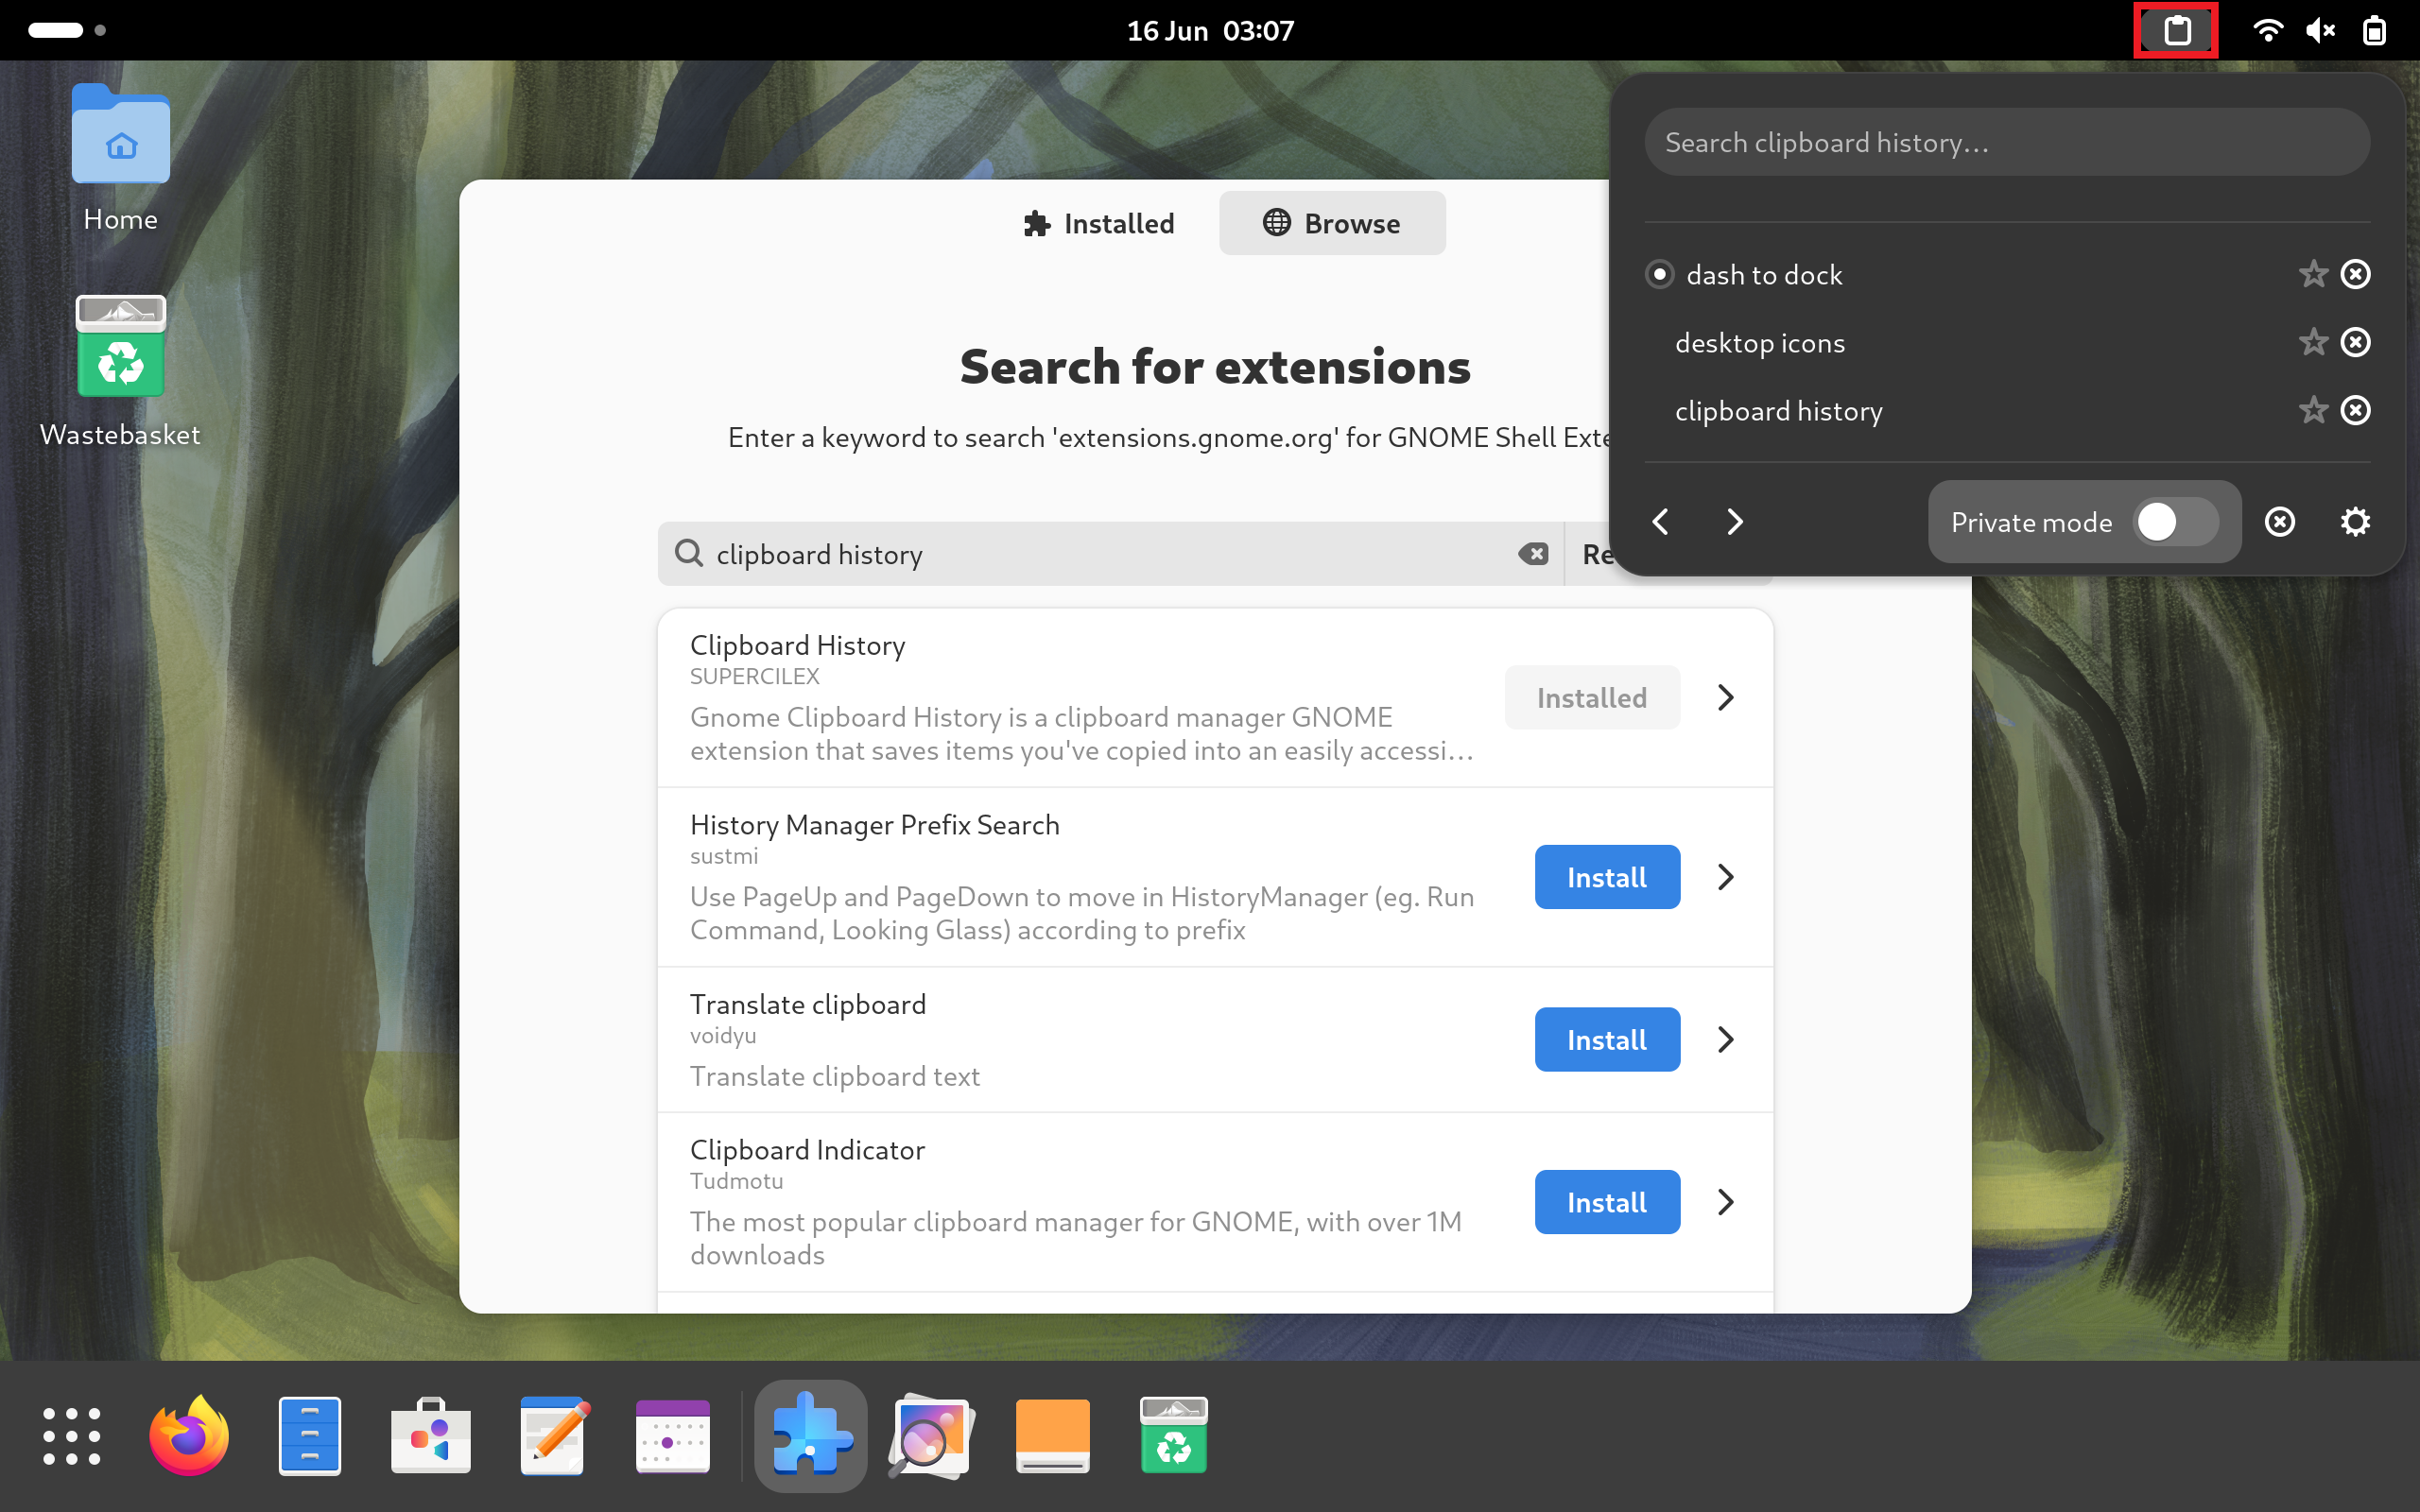 16 Jun 03:07
Home
Wastebasket
Installed
Browse
Search for extensions
Enter a keyword to search 'extensions.gnome.org' for GNOME Shell Exte
clipboard history
Re
Clipboard History
SUPERCILEX
Gnome Clipboard History is a clipboard manager GNOME
extension that saves items you've copied into an easily accessi…
Installed
History Manager Prefix Search
sustmi
Use PageUp and PageDown to move in HistoryManager (eg. Run
Command, Looking Glass) according to prefix
Install
Translate clipboard
voidyu
Translate clipboard text
Install
Clipboard Indicator
Tudmotu
The most popular clipboard manager for GNOME, with over 1M
downloads
Install
Search clipboard history…
dash to dock
desktop icons
clipboard history
Private mode